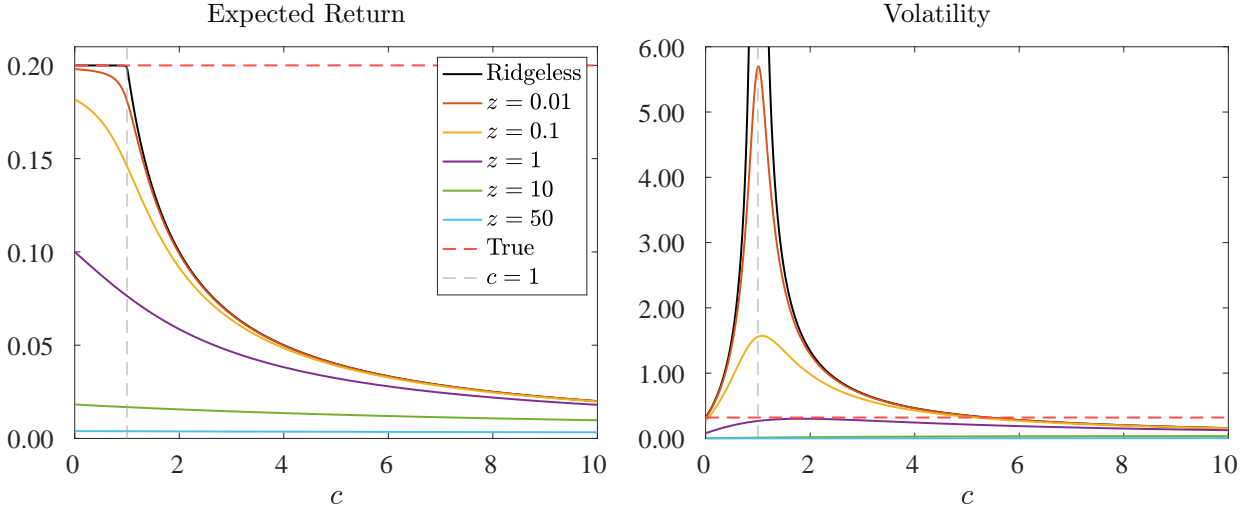 Expected Return
0.20
0.15
0.10
0.05
0.00
0
2
4
6
8
10
c
Ridgeless
z = 0.01
z = 0.1
z = 1
z = 10
z = 50
True
c = 1
Volatility
6.00
5.00
4.00
3.00
2.00
1.00
0.00
0
2
4
6
8
10
c